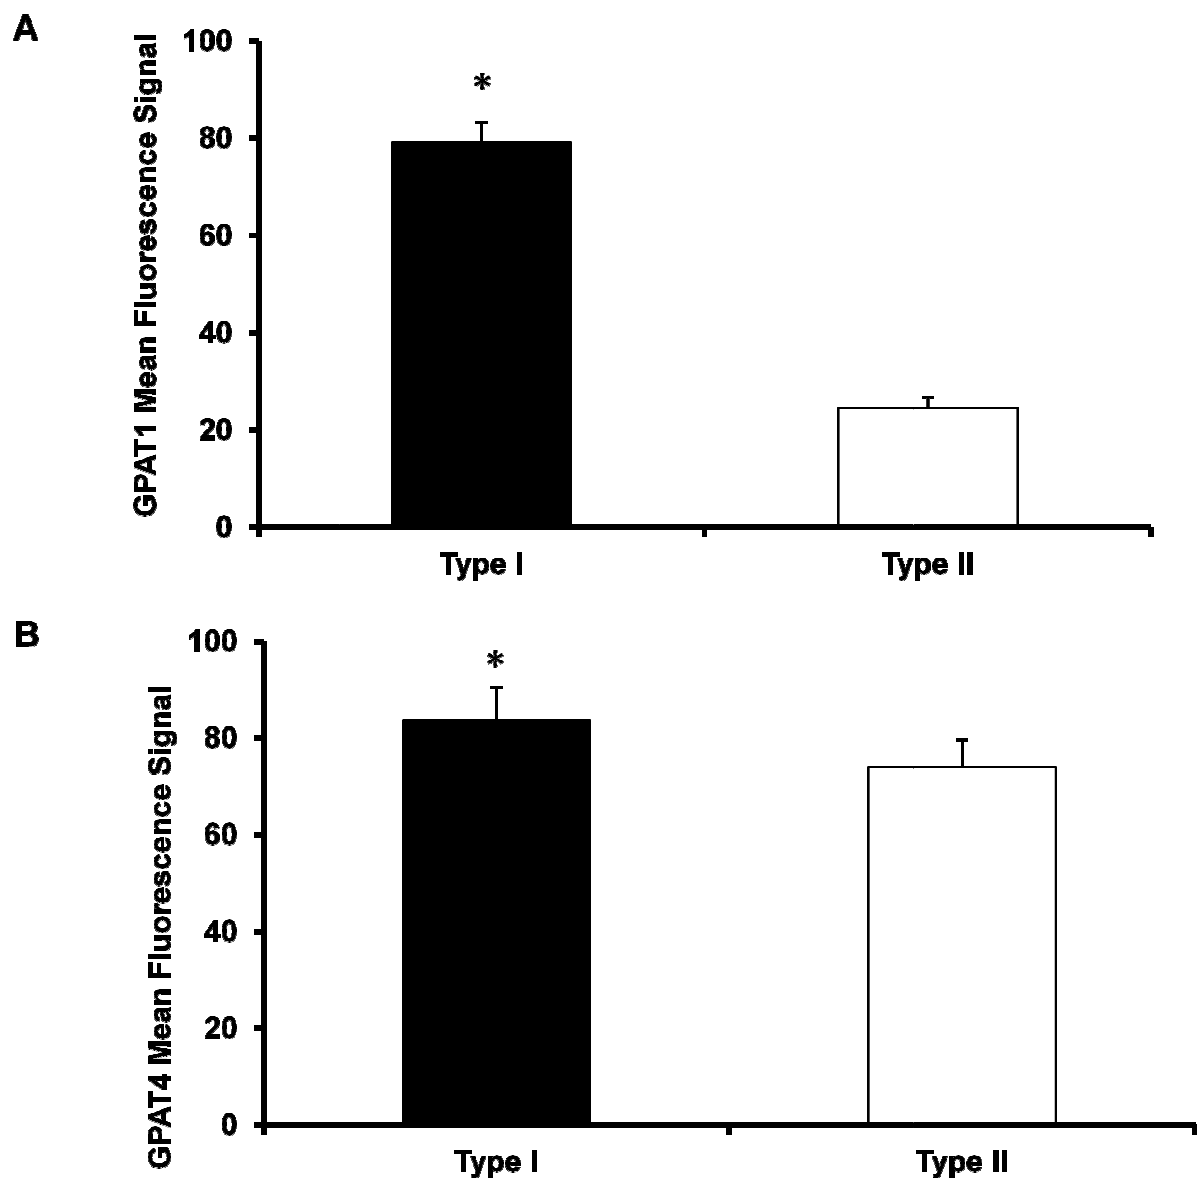 A
GPAT1 Mean Fluorescence Signal
100
80
60
40
20
0
*
Type I
Type II
B
GPAT4 Mean Fluorescence Signal
100
80
60
40
20
0
*
Type I
Type II